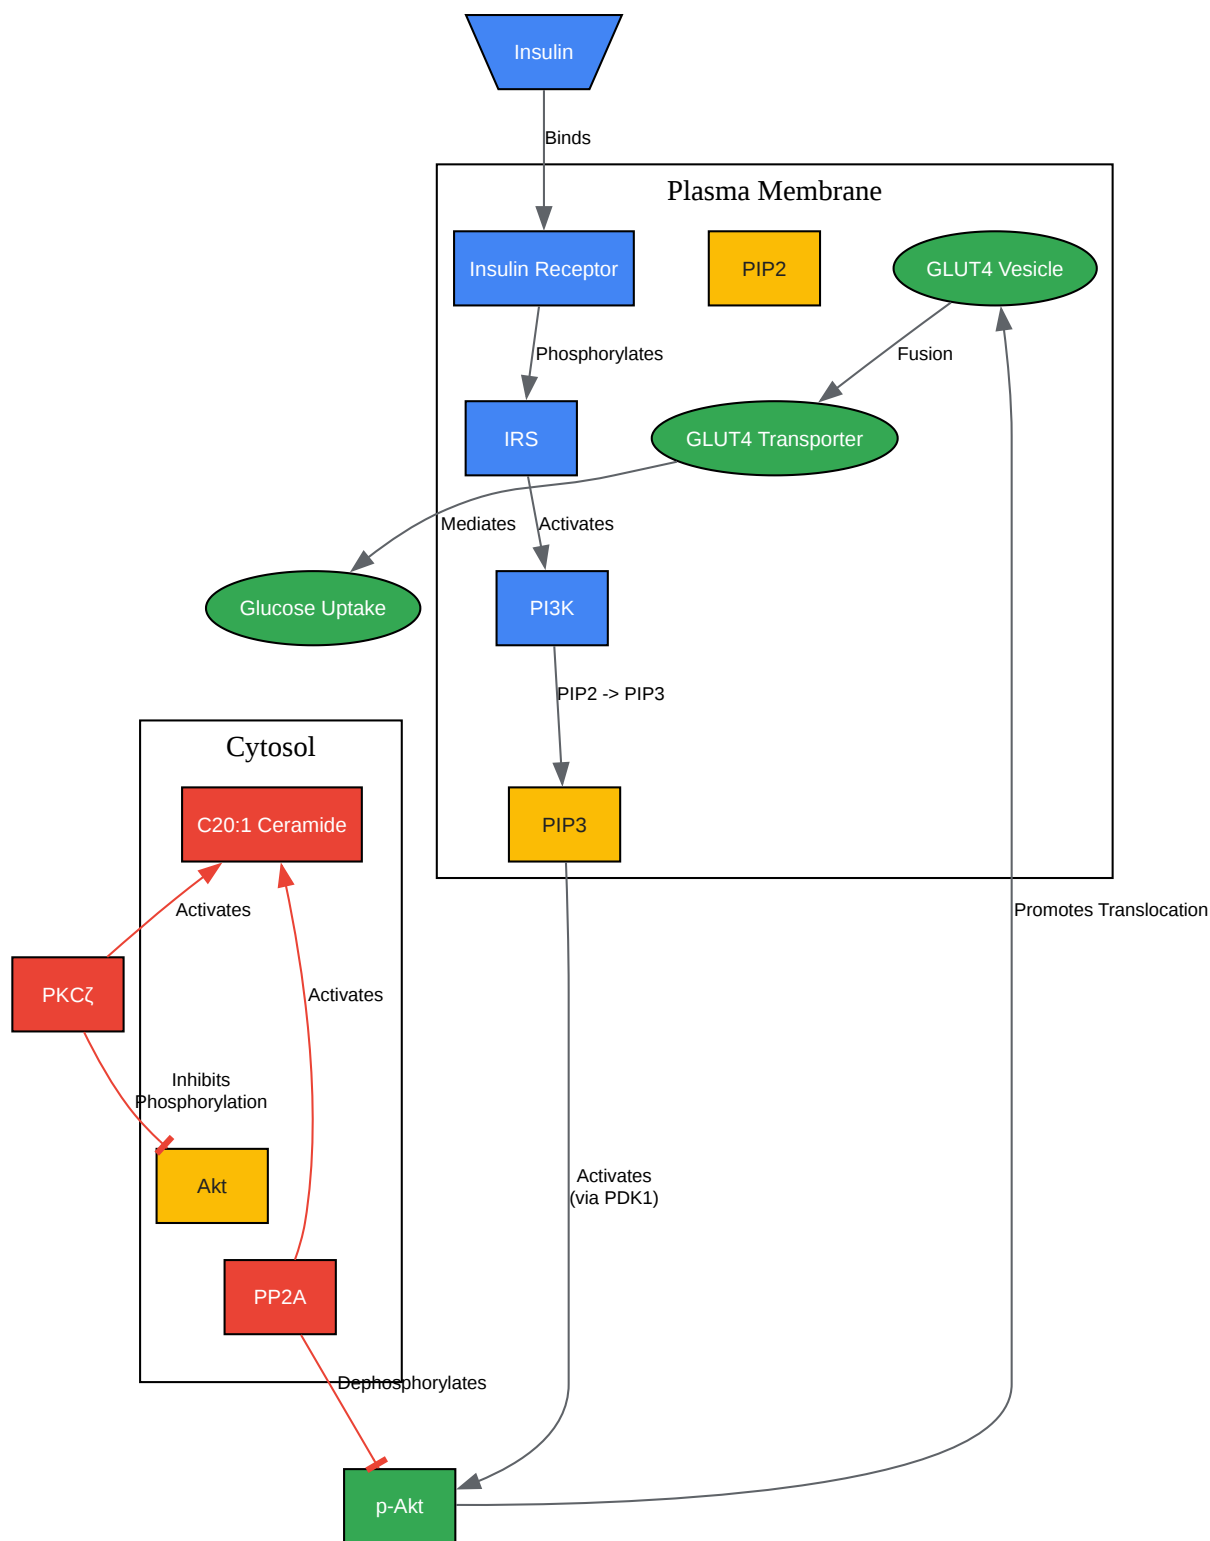 Insulin
Binds
Plasma Membrane
Insulin Receptor
PIP2
GLUT4 Vesicle
Phosphorylates
Fusion
IRS
GLUT4 Transporter
Mediates
Activates
Glucose Uptake
PI3K
PIP2 -> PIP3
Cytosol
C20:1 Ceramide
PIP3
Activates
Promotes Translocation
PKCζ
Activates
Inhibits
Phosphorylation
Akt
Activates
(via PDK1)
PP2A
Dephosphorylates
p-Akt